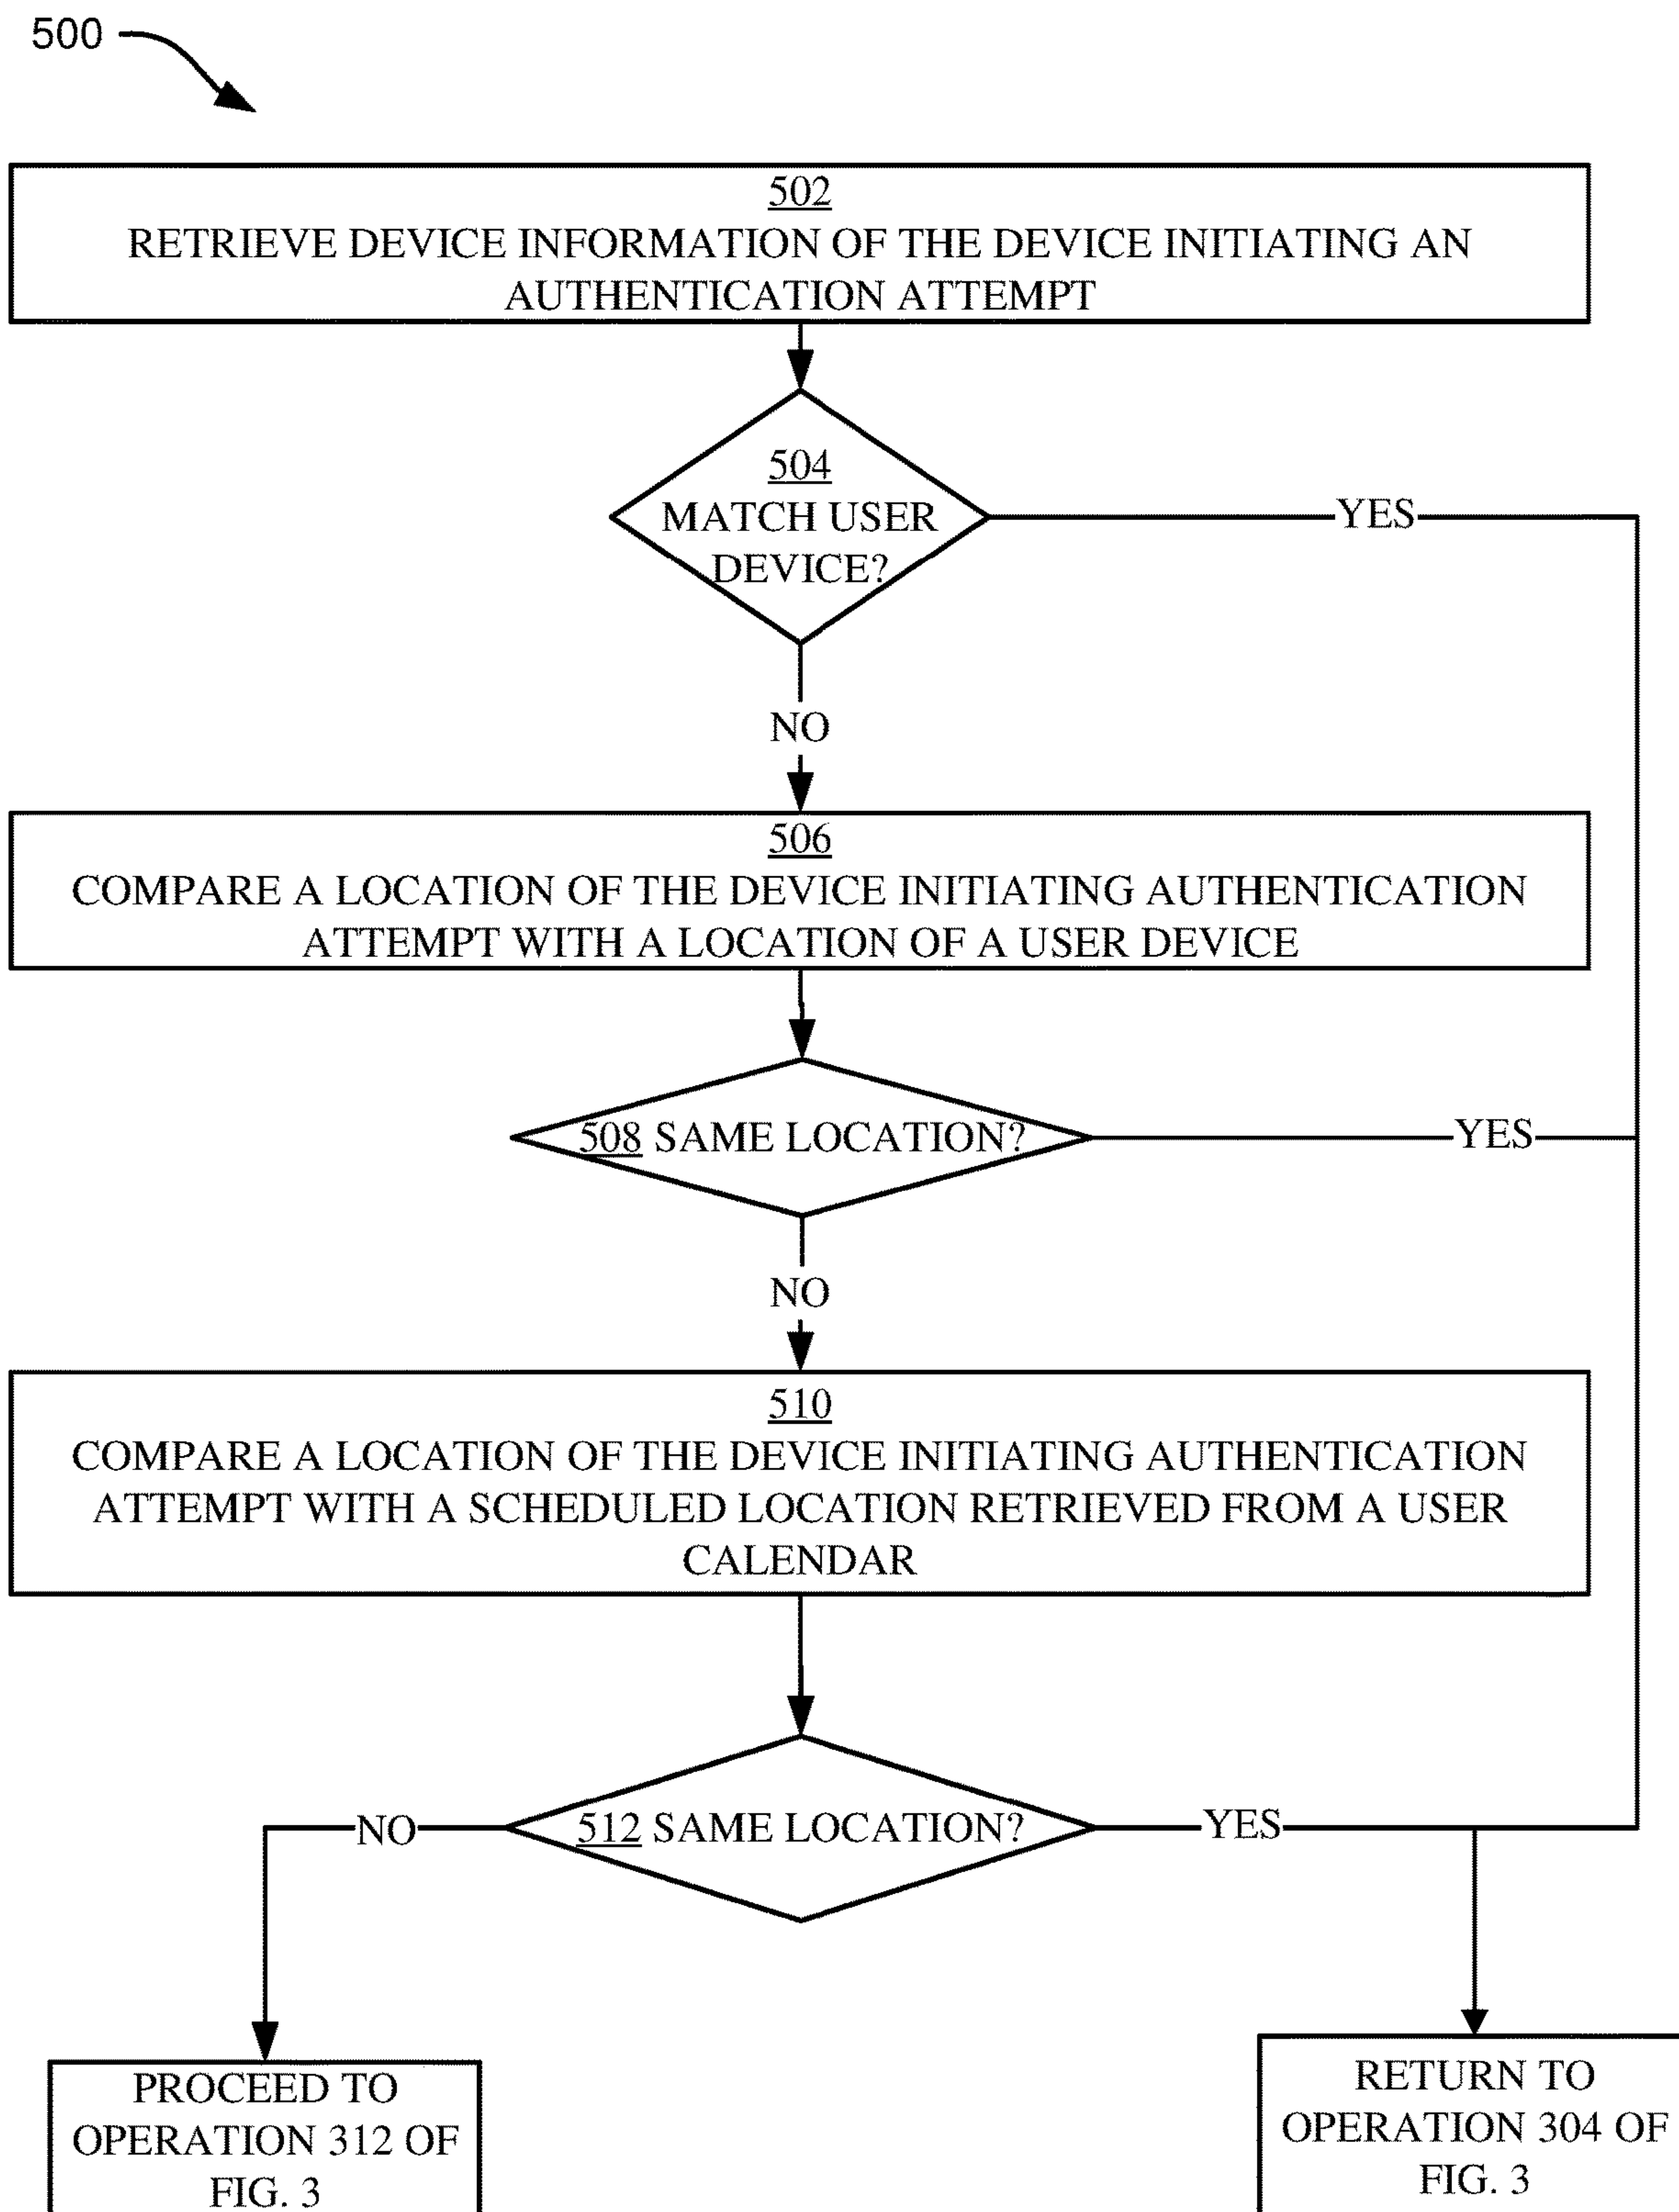 500
502
RETRIEVE DEVICE INFORMATION OF THE DEVICE INITIATING AN
AUTHENTICATION ATTEMPT
504
MATCH USER
DEVICE?
YES
NO
506
COMPARE A LOCATION OF THE DEVICE INITIATING AUTHENTICATION
ATTEMPT WITH A LOCATION OF A USER DEVICE
508 SAME LOCATION?
YES
NO
510
COMPARE A LOCATION OF THE DEVICE INITIATING AUTHENTICATION
ATTEMPT WITH A SCHEDULED LOCATION RETRIEVED FROM A USER
CALENDAR
NO
512 SAME LOCATION?
YES
PROCEED TO
OPERATION 312 OF
FIG. 3
RETURN TO
OPERATION 304 OF
FIG. 3